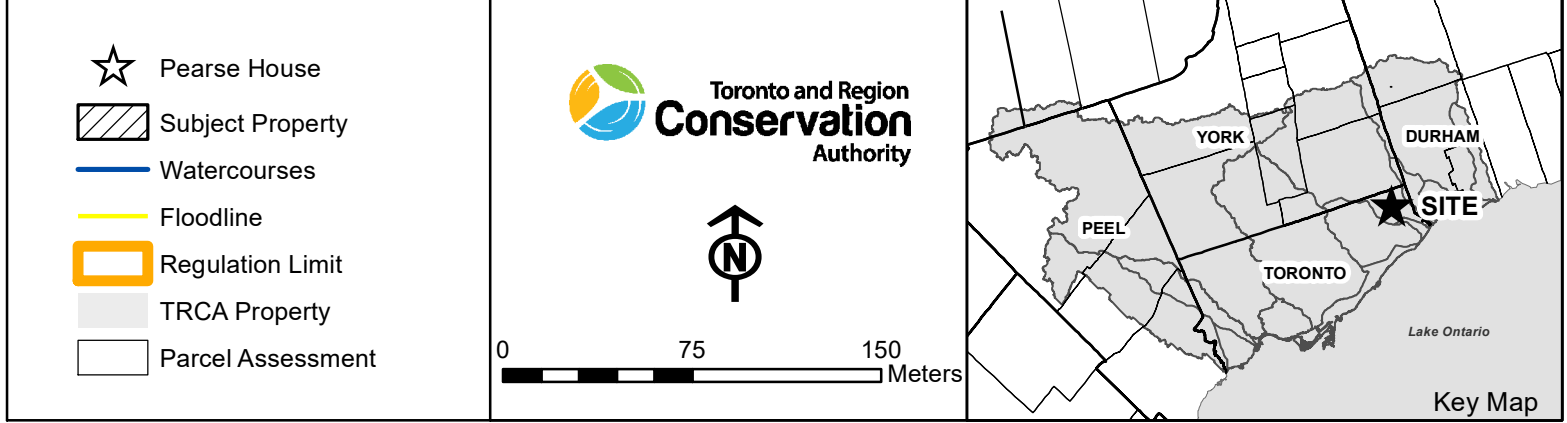 Pearse House
Subject Property
Watercourses
Floodline
Regulation Limit
TRCA Property
Parcel Assessment
Toronto and Region
Conservation
Authority
N
0 75 150
Meters
YORK
DURHAM
SITE
PEEL
TORONTO
Lake Ontario
Key Map